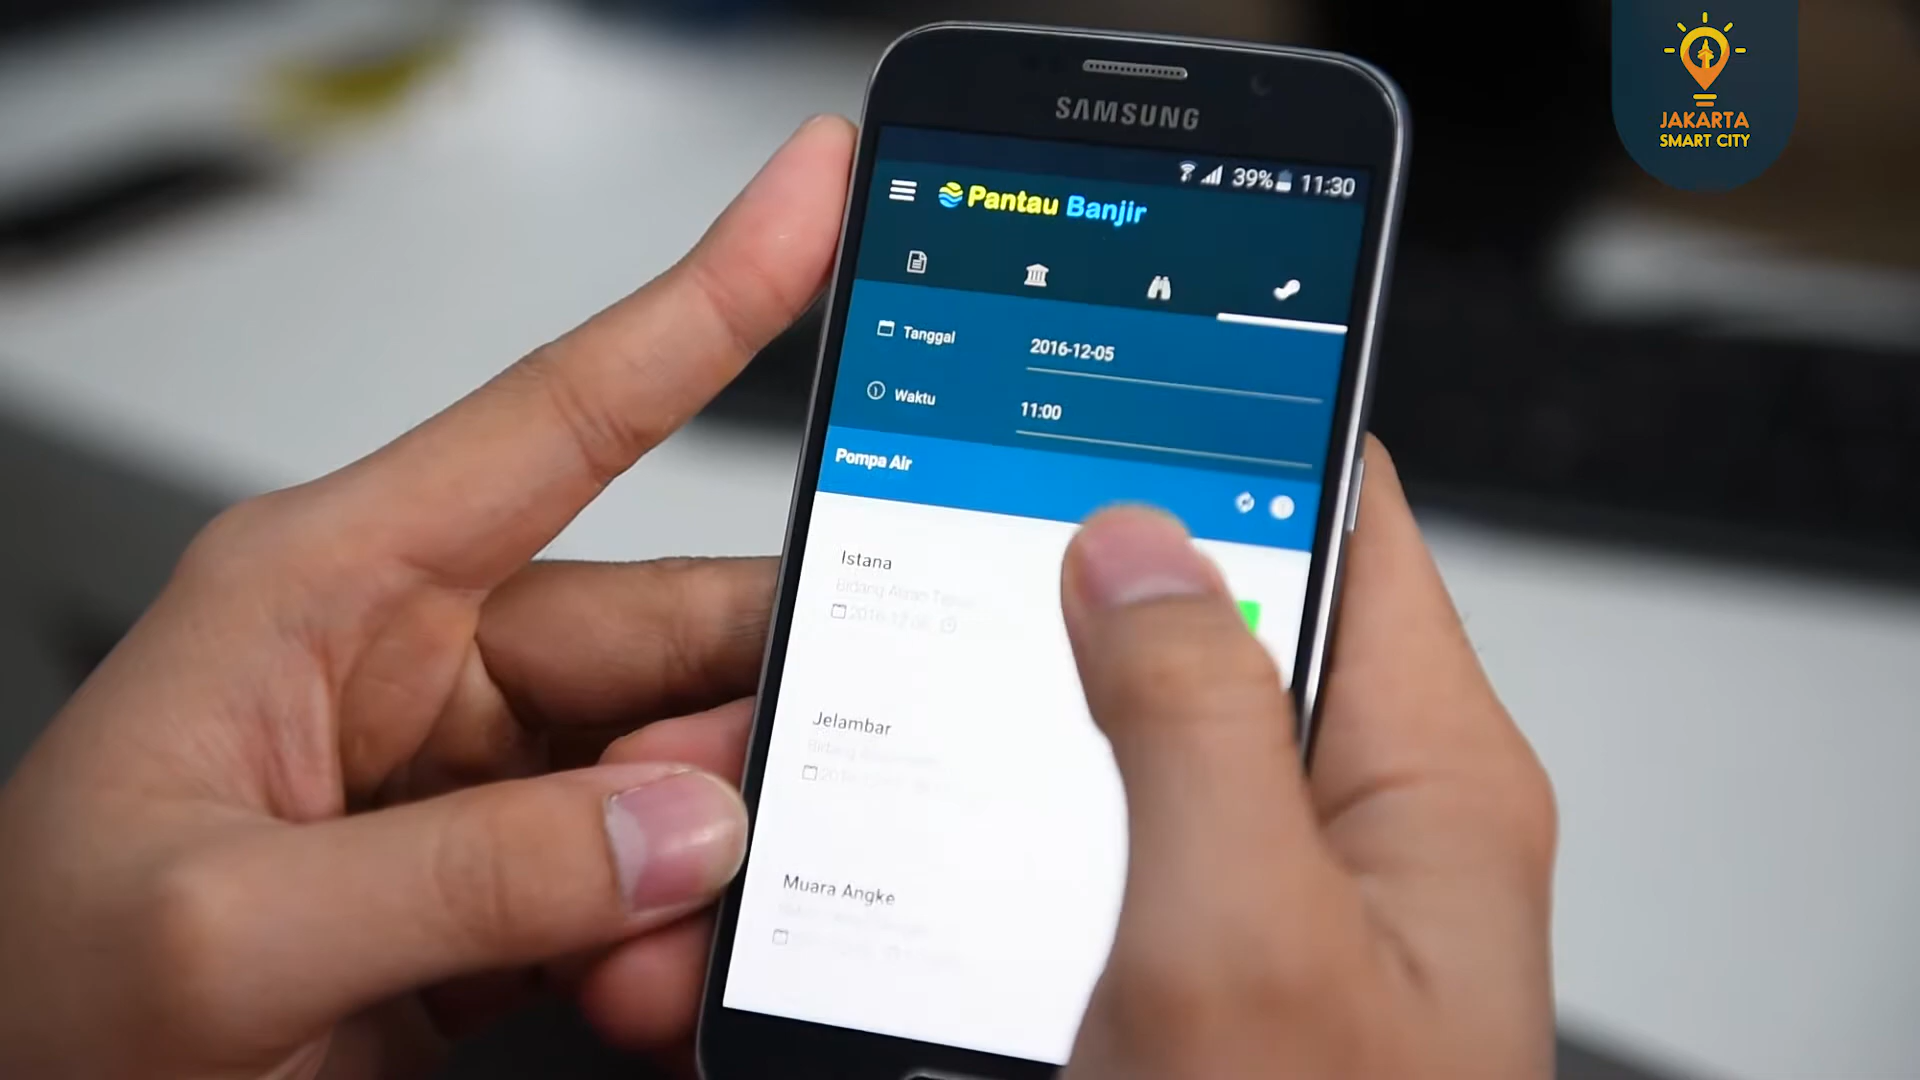 JAKARTA
SMART CITY
SAMSUNG
39% 11:30
Pantau Banjir
Tanggal 2016-12-05
Waktu 11:00
Pompa Air
Istana
Jelambar
Muara Angke